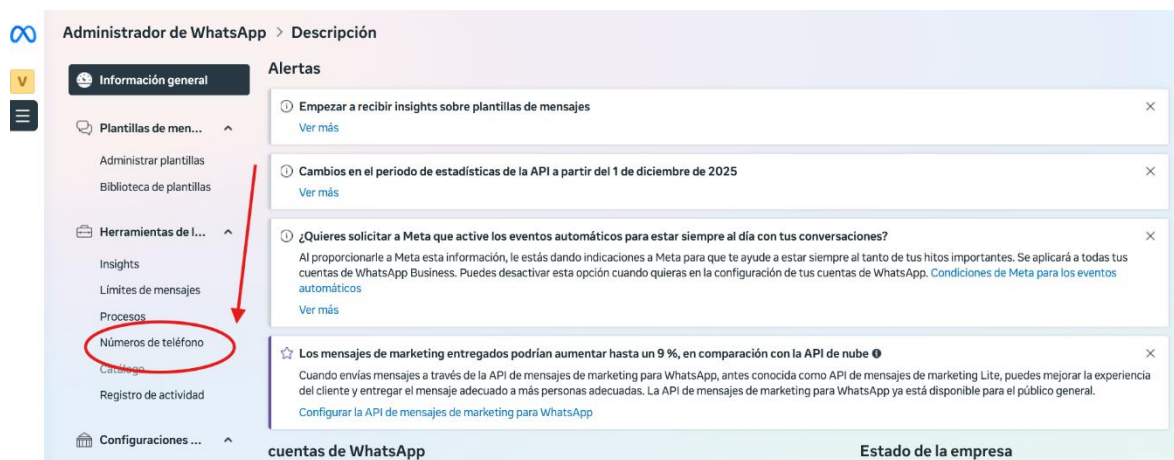 Administrador de WhatsApp > Descripción
V
Información general
Plantillas de men...
Administrar plantillas
Biblioteca de plantillas
Herramientas de l...
Insights
Límites de mensajes
Procesos
Números de teléfono
Catálogo
Registro de actividad
Configuraciones ...
Alertas
Empezar a recibir insights sobre plantillas de mensajes
Ver más
Cambios en el periodo de estadísticas de la API a partir del 1 de diciembre de 2025
Ver más
¿Quieres solicitar a Meta que active los eventos automáticos para estar siempre al día con tus conversaciones?
Al proporcionarle a Meta esta información, le estás dando indicaciones a Meta para que te ayude a estar siempre al tanto de tus hitos importantes. Se aplicará a todas tus
cuentas de WhatsApp Business. Puedes desactivar esta opción cuando quieras en la configuración de tus cuentas de WhatsApp. Condiciones de Meta para los eventos
automáticos
Ver más
Los mensajes de marketing entregados podrían aumentar hasta un 9 %, en comparación con la API de nube
Cuando envías mensajes a través de la API de mensajes de marketing para WhatsApp, antes conocida como API de mensajes de marketing Lite, puedes mejorar la experiencia
del cliente y entregar el mensaje adecuado a más personas adecuadas. La API de mensajes de marketing para WhatsApp ya está disponible para el público general.
Configurar la API de mensajes de marketing para WhatsApp
cuentas de WhatsApp
Estado de la empresa